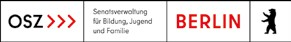 OSZ >>>
Senatsverwaltung
für Bildung, Jugend
und Familie
BERLIN